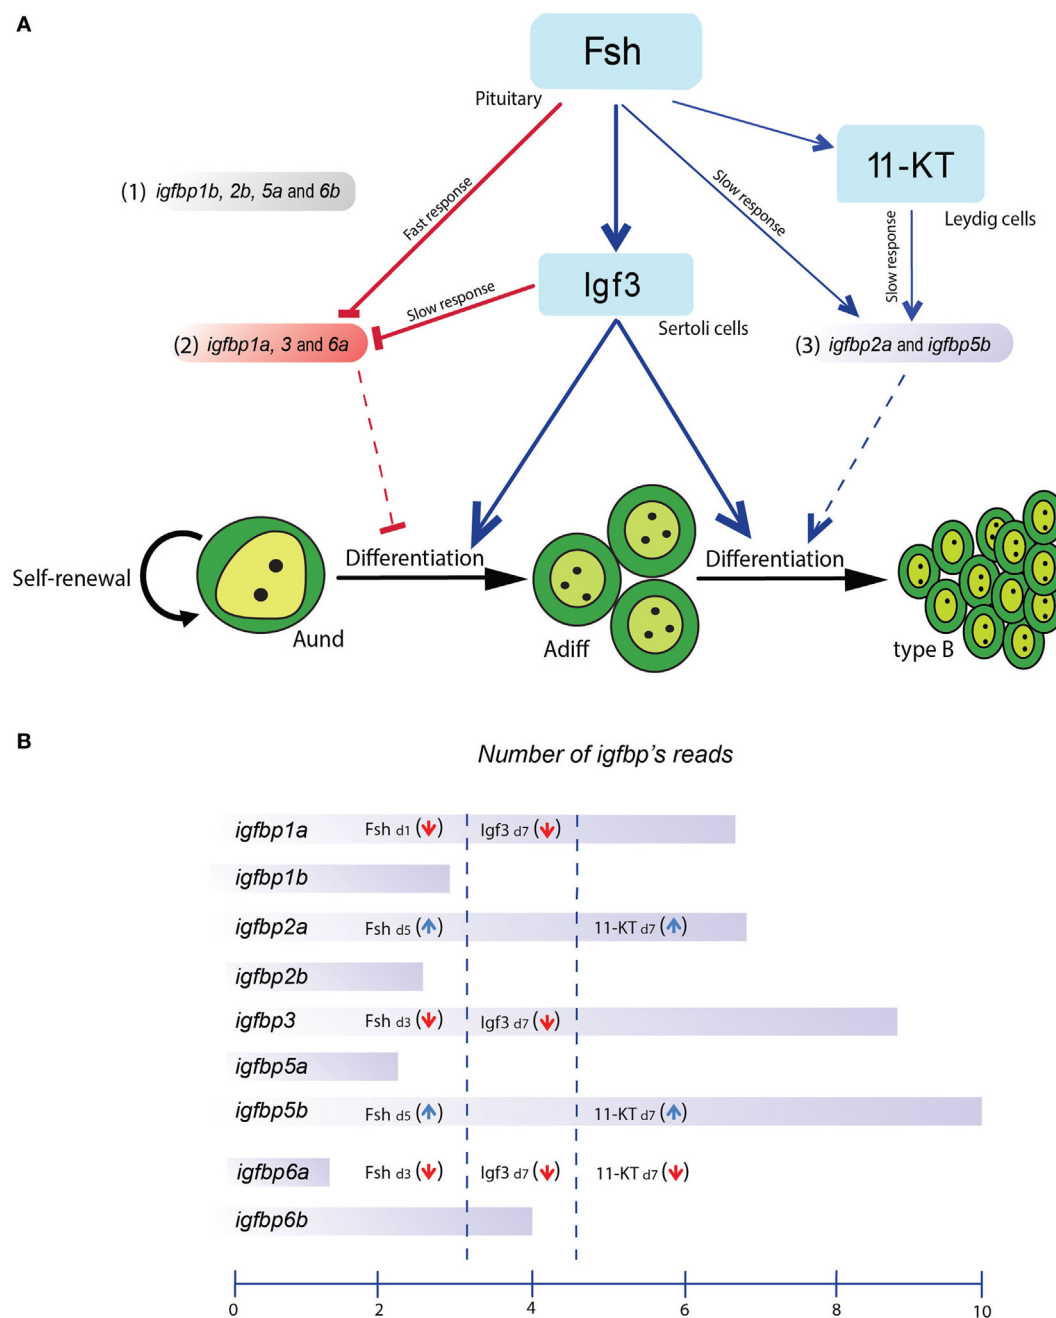 A
Fsh
Pituitary
11-KT
Leydig cells
(1) igfbp1b, 2b, 5a and 6b
Fast response
Slow response
Slow response
Slow response
Igf3
Sertoli cells
(2) igfbp1a, 3 and 6a
(3) igfbp2a and igfbp5b
Self-renewal
Differentiation
Differentiation
Aund
Adiff
type B
B
Number of igfbp's reads
igfbp1a Fsh d1 (↓) Igf3 d7 (↓)
igfbp1b
igfbp2a Fsh d5 (↑) 11-KT d7 (↑)
igfbp2b
igfbp3 Fsh d3 (↓) Igf3 d7 (↓)
igfbp5a
igfbp5b Fsh d5 (↑) 11-KT d7 (↑)
igfbp6a Fsh d3 (↓) Igf3 d7 (↓) 11-KT d7 (↓)
igfbp6b
0 2 4 6 8 10